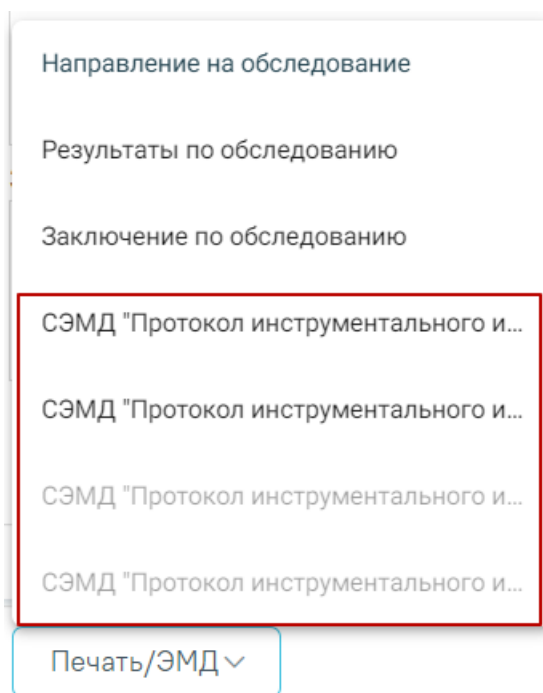 Направление на обследование
Результаты по обследованию
Заключение по обследованию
СЭМД "Протокол инструментального и...
СЭМД "Протокол инструментального и...
СЭМД "Протокол инструментального и...
СЭМД "Протокол инструментального и...
Печать/ЭМД